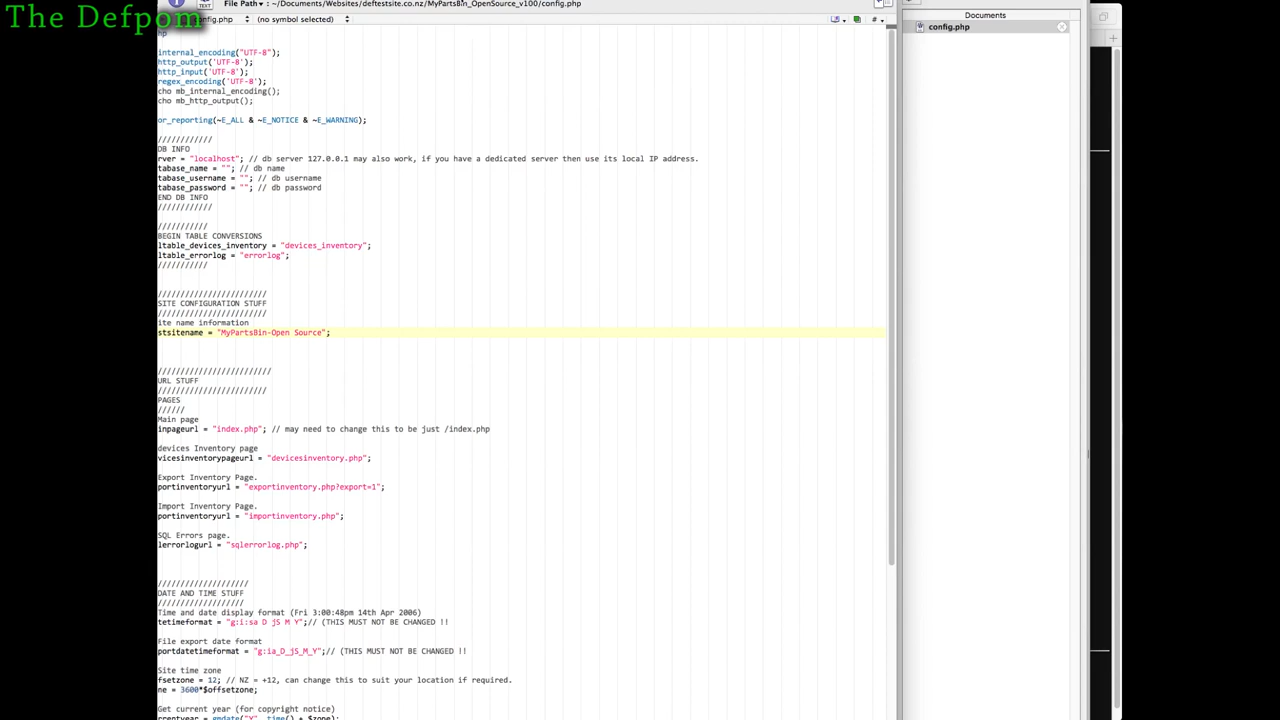 The Defpom
File Path ▾ : ~/Documents/Websites/deftestsite.co.nz/MyPartsBin_OpenSource_v100/config.php
config.php
(no symbol selected)
Documents
config.php
hp
internal_encoding("UTF-8");
http_output('UTF-8');
http_input('UTF-8');
regex_encoding('UTF-8');
cho mb_internal_encoding();
cho mb_http_output();
or_reporting(~E_ALL & ~E_NOTICE & ~E_WARNING);
////////////
DB INFO
rver = "localhost"; // db server 127.0.0.1 may also work, if you have a dedicated server then use its local IP address.
tabase_name = ""; // db name
tabase_username = ""; // db username
tabase_password = ""; // db password
END DB INFO
////////////
///////////
BEGIN TABLE CONVERSIONS
ltable_devices_inventory = "devices_inventory";
ltable_errorlog = "errorlog";
///////////
////////////////////////
SITE CONFIGURATION STUFF
////////////////////////
ite name information
stsitename = "MyPartsBin-Open Source";
/////////////////////////
URL STUFF
////////////////////////
PAGES
//////
Main page
inpageurl = "index.php"; // may need to change this to be just /index.php
devices Inventory page
vicesinventorypageurl = "devicesinventory.php";
Export Inventory Page.
portinventoryurl = "exportinventory.php?export=1";
Import Inventory Page.
portinventoryurl = "importinventory.php";
SQL Errors page.
lerrorlogurl = "sqlerrorlog.php";
////////////////////
DATE AND TIME STUFF
///////////////////
Time and date display format (Fri 3:00:48pm 14th Apr 2006)
tetimeformat = "g:i:sa D jS M Y";// (THIS MUST NOT BE CHANGED !!
File export date format
portdatetimeformat = "g:ia_D_jS_M_Y";// (THIS MUST NOT BE CHANGED !!
Site time zone
fsetzone = 12; // NZ = +12, can change this to suit your location if required.
ne = 3600*$offsetzone;
Get current year (for copyright notice)
rrentyear = gmdate("Y", time() + $zone);